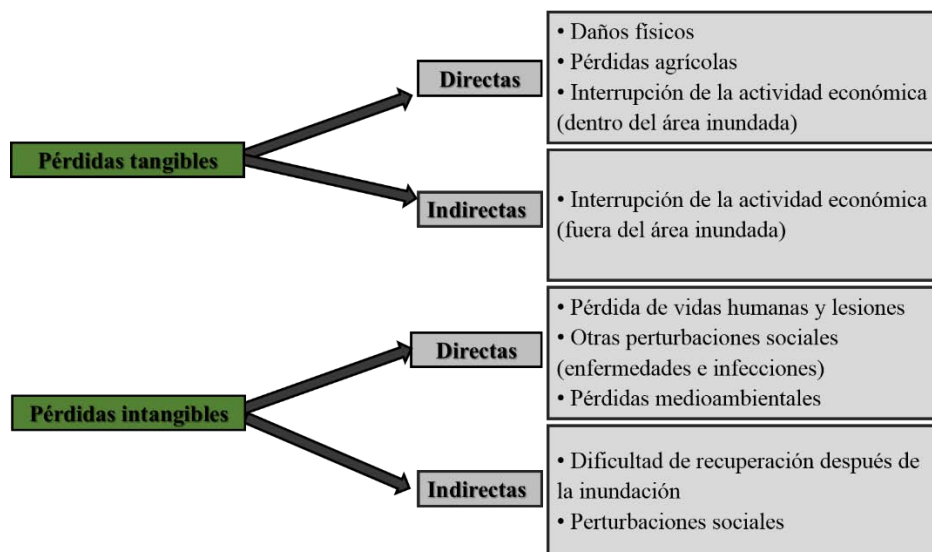 Pérdidas tangibles
Directas
• Daños físicos
• Pérdidas agrícolas
• Interrupción de la actividad económica
(dentro del área inundada)
Indirectas
• Interrupción de la actividad económica
(fuera del área inundada)
Pérdidas intangibles
Directas
• Pérdida de vidas humanas y lesiones
• Otras perturbaciones sociales
(enfermedades e infecciones)
• Pérdidas medioambientales
Indirectas
• Dificultad de recuperación después de
la inundación
• Perturbaciones sociales